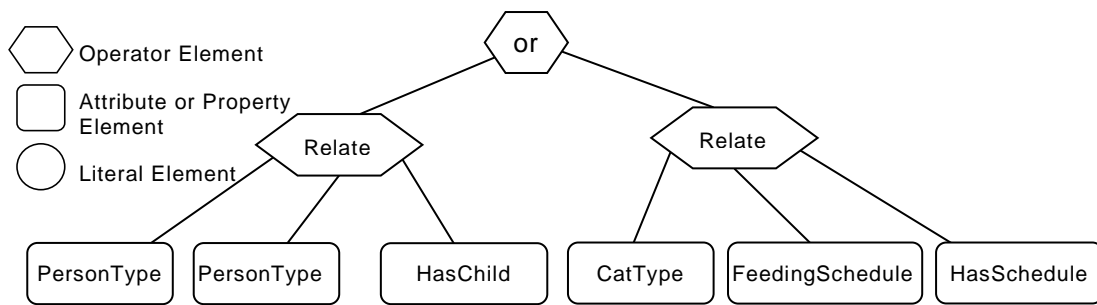 or
Operator Element
Attribute or Property
Element
Literal Element
Relate
Relate
PersonType
PersonType
HasChild
CatType
FeedingSchedule
HasSchedule